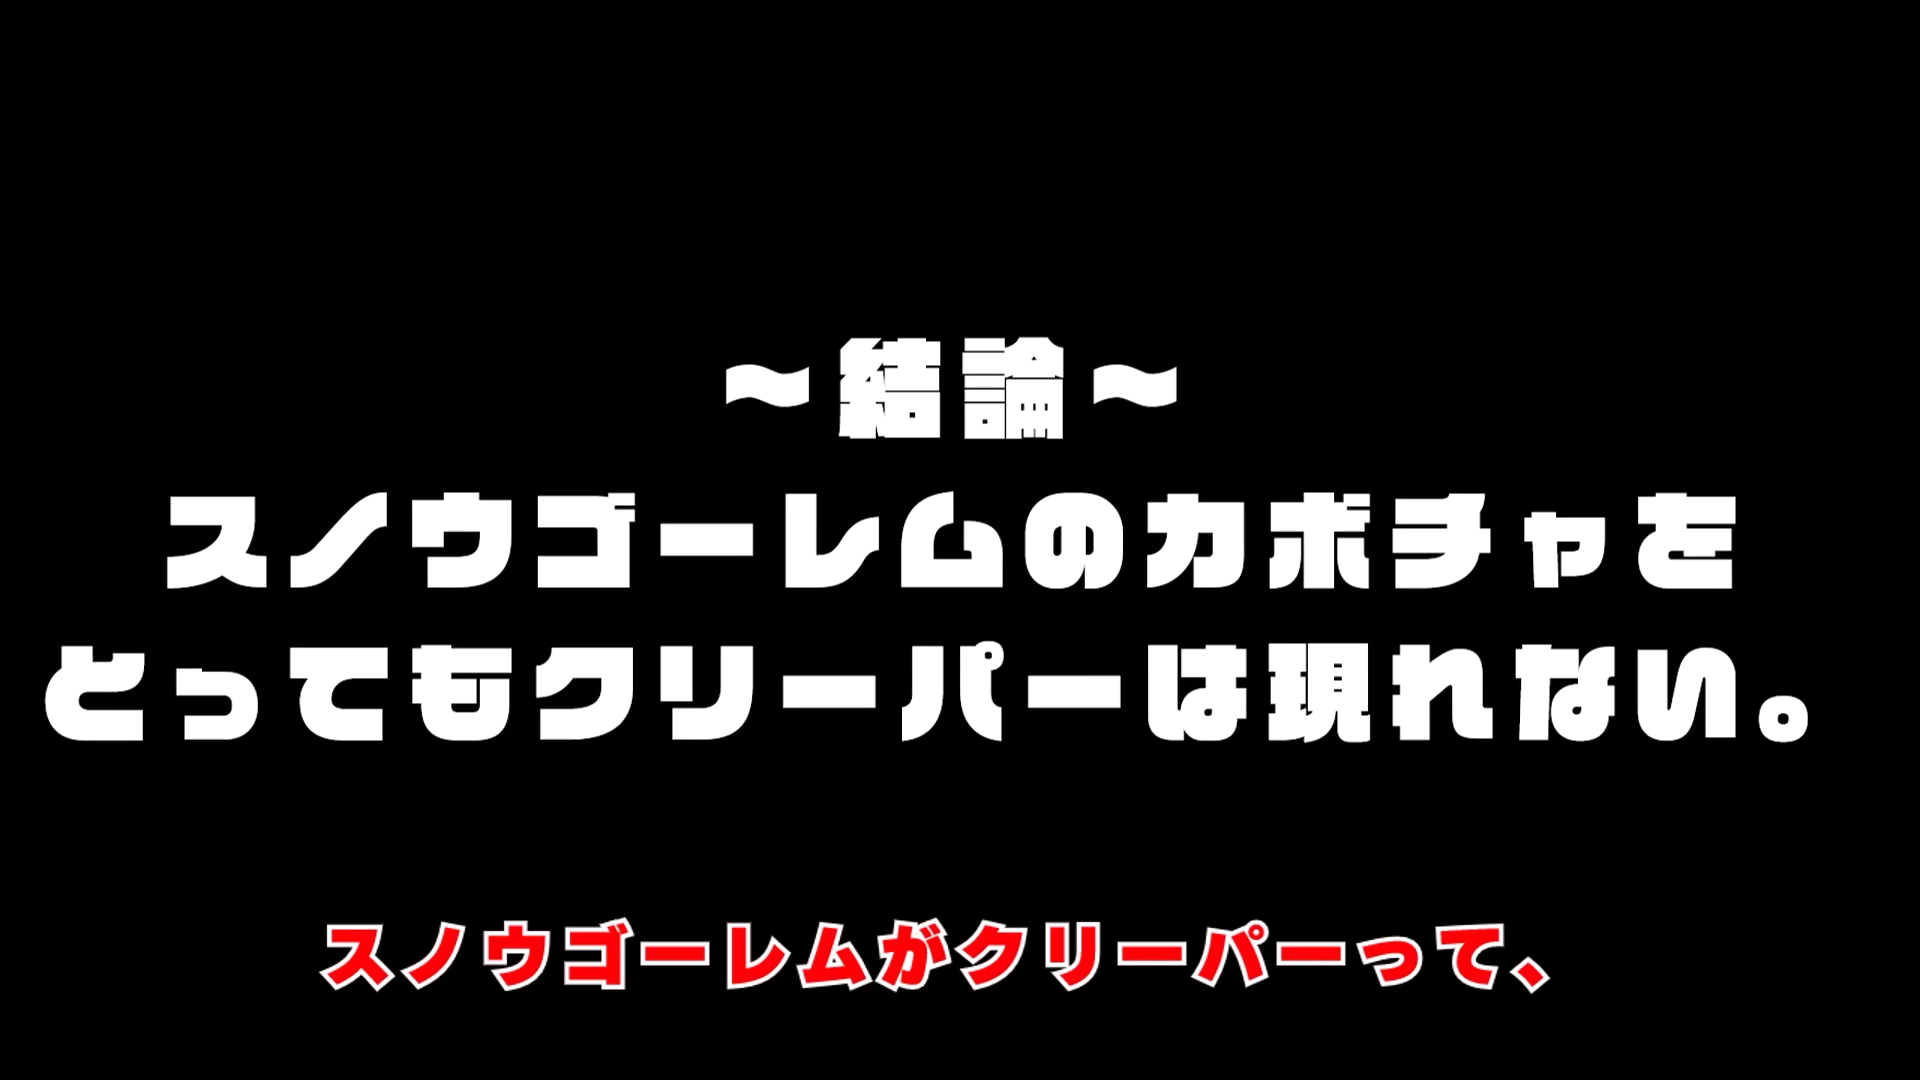 ～結論～
スノウゴーレムのカボチャを
とってもクリーパーは現れない。
スノウゴーレムがクリーパーって、